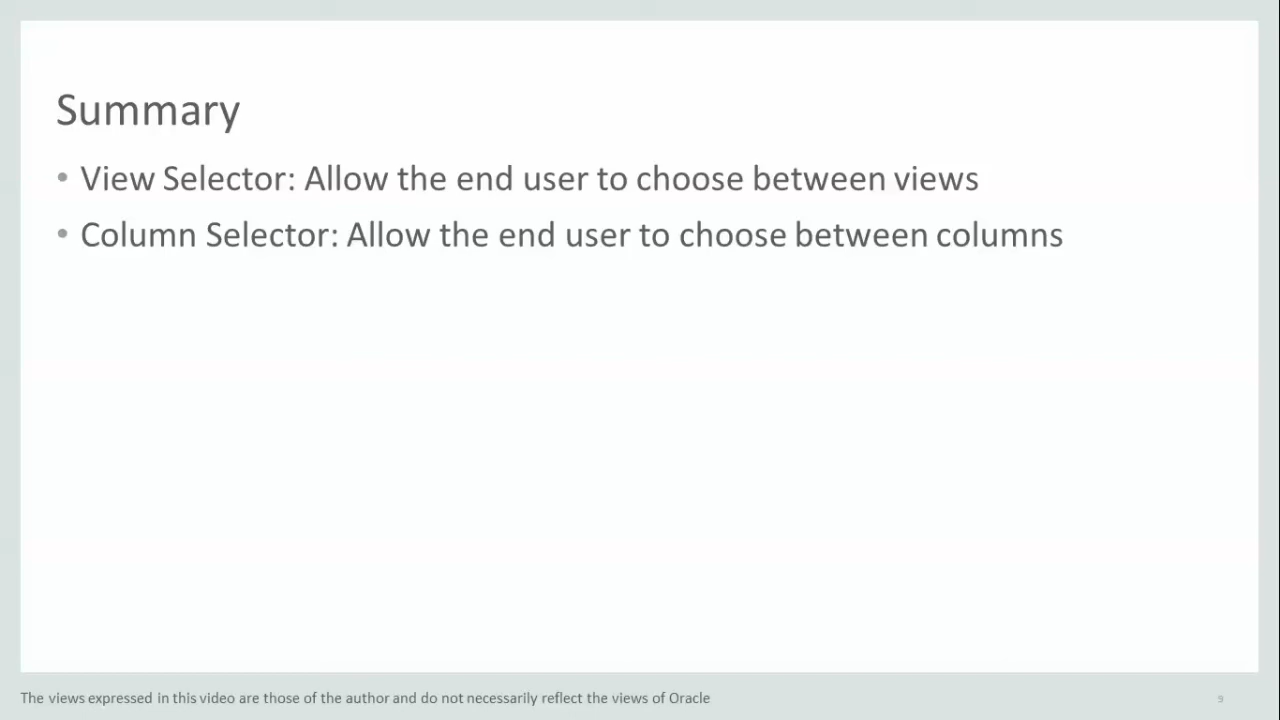 Summary
• View Selector: Allow the end user to choose between views
• Column Selector: Allow the end user to choose between columns
The views expressed in this video are those of the author and do not necessarily reflect the views of Oracle
9